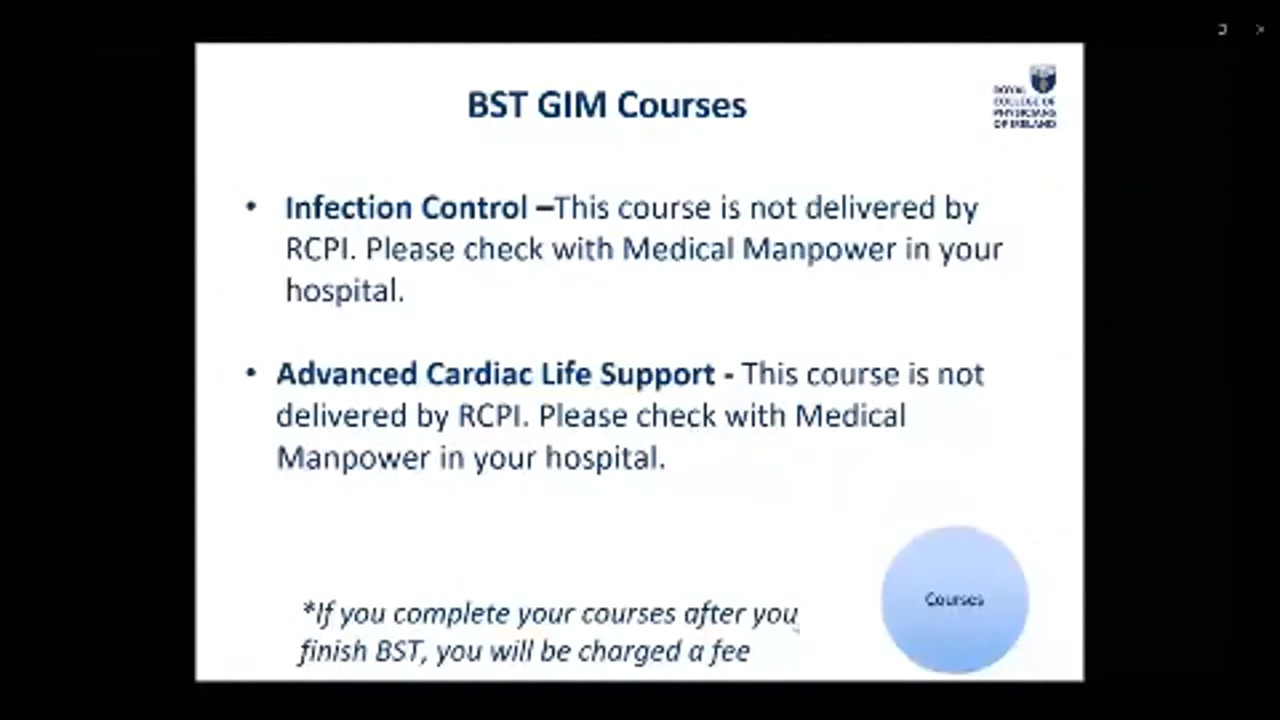 BST GIM Courses
ROYAL
COLLEGE OF
PHYSICIANS
OF IRELAND
• Infection Control –This course is not delivered by
RCPI. Please check with Medical Manpower in your
hospital.
• Advanced Cardiac Life Support - This course is not
delivered by RCPI. Please check with Medical
Manpower in your hospital.
Courses
*If you complete your courses after you
finish BST, you will be charged a fee